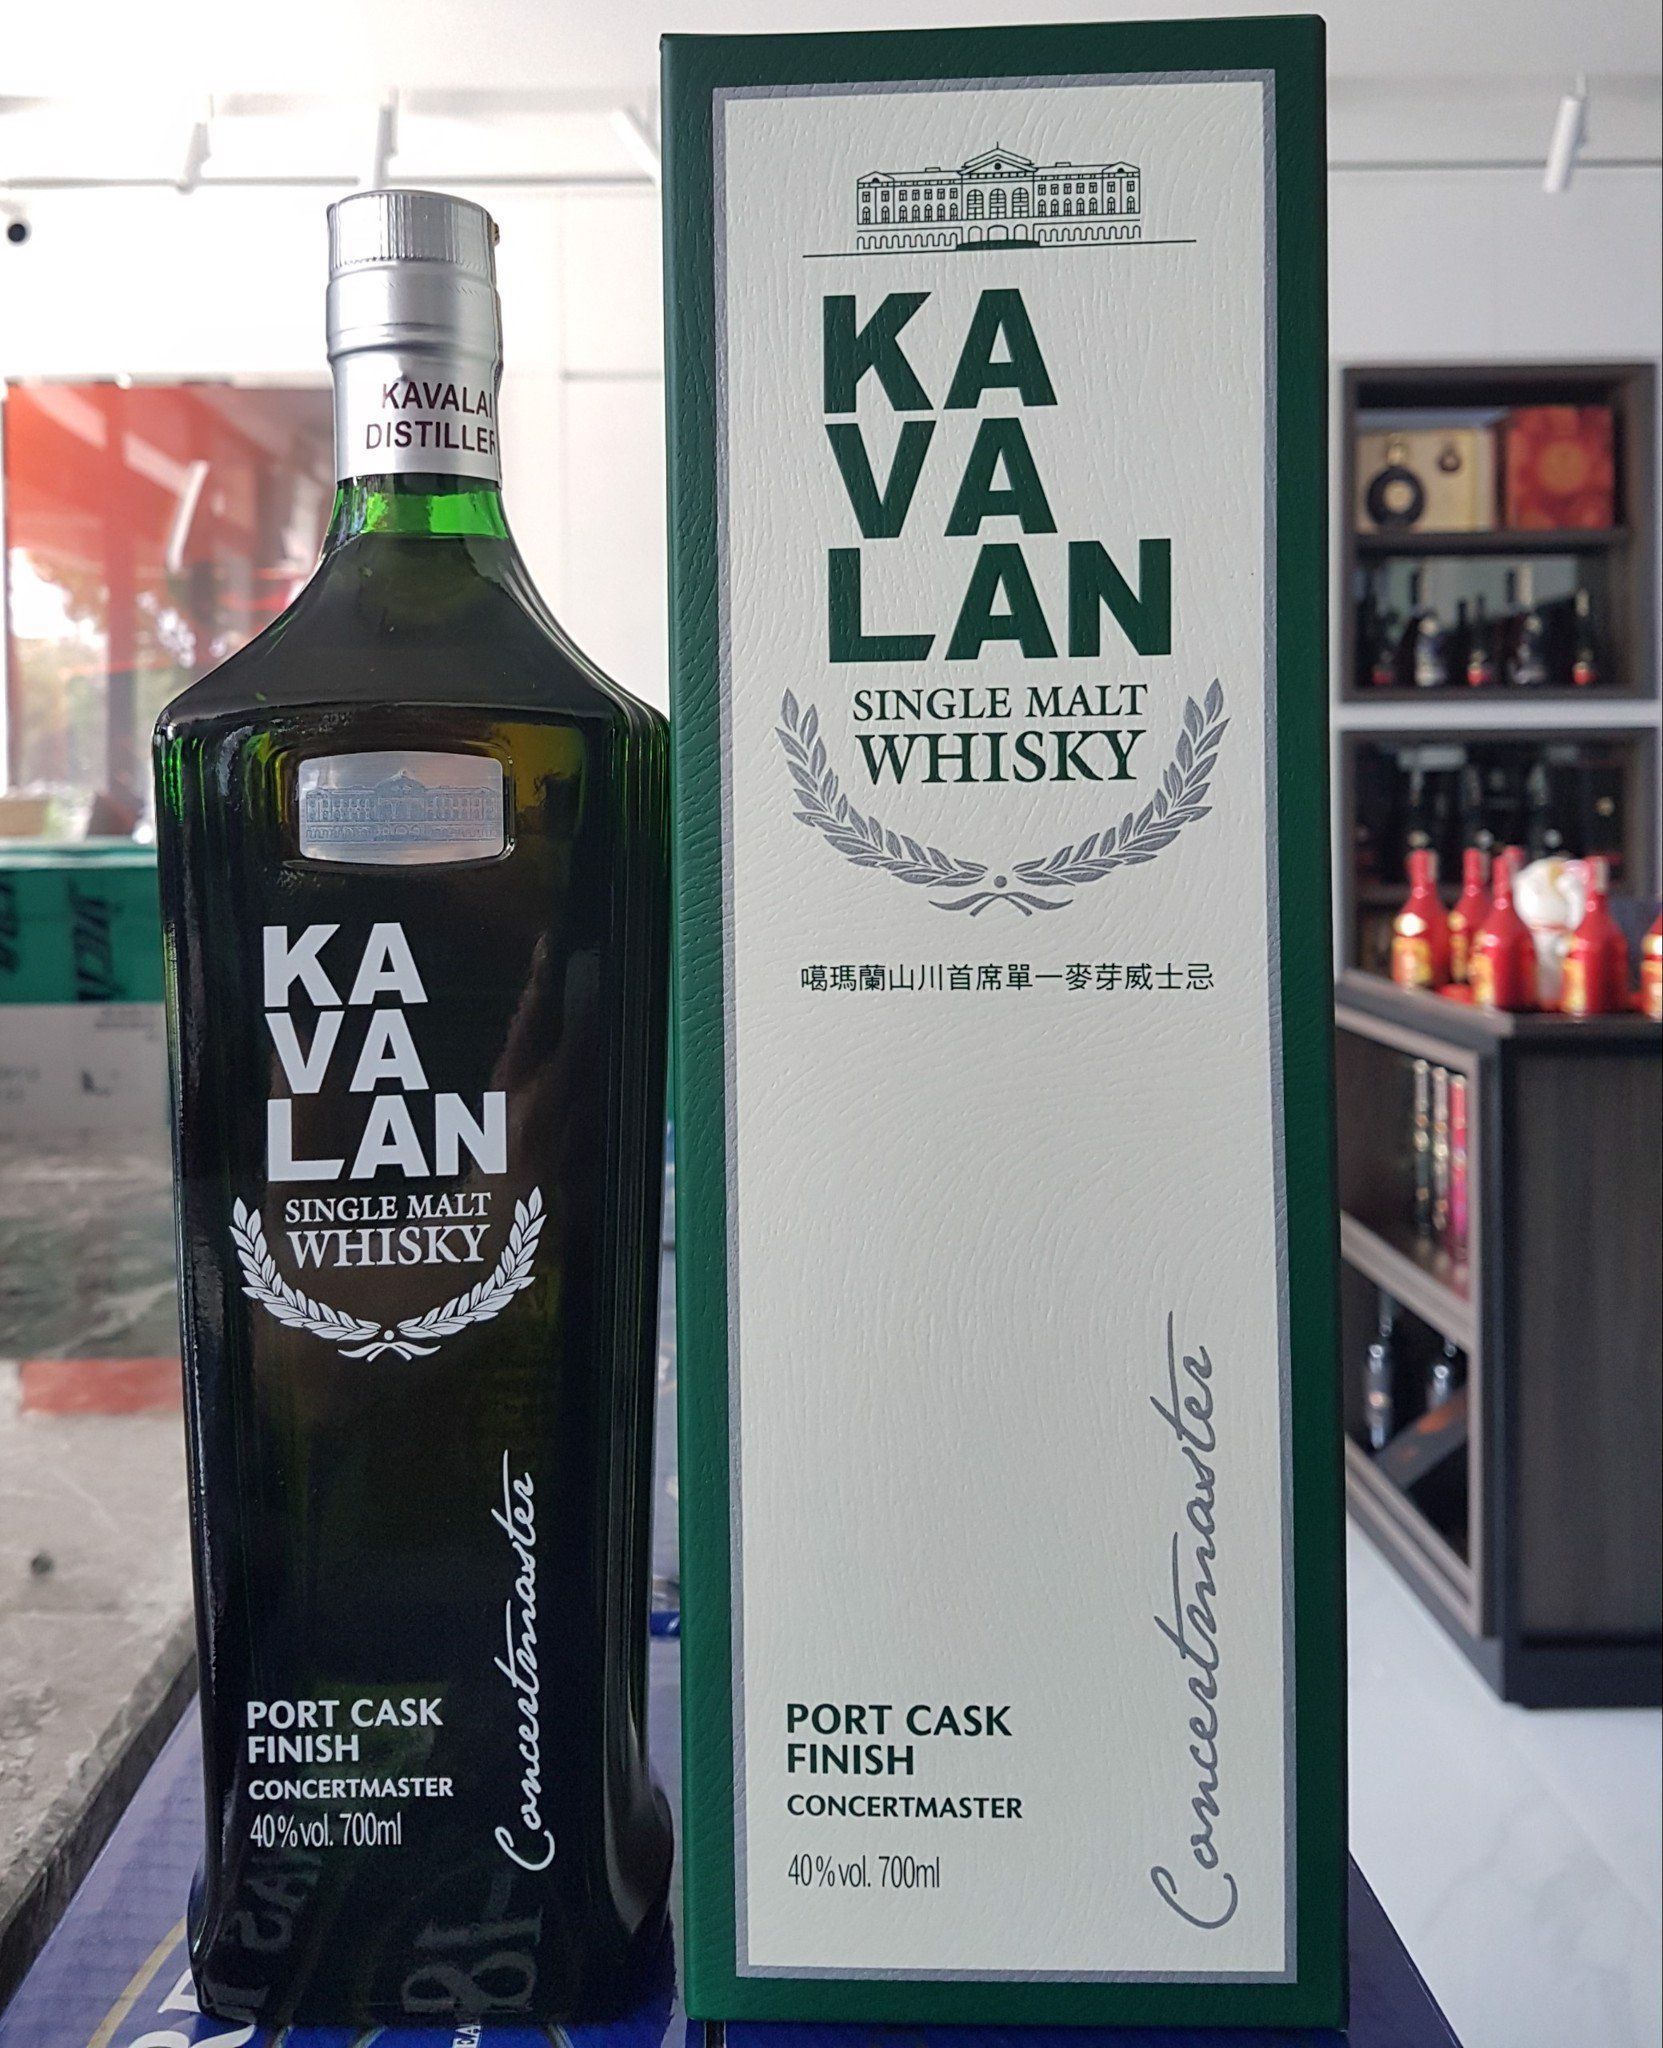 KAVALAN
DISTILLER
KA
VA
LAN
SINGLE MALT
WHISKY
PORT CASK
FINISH
CONCERTMASTER
40%vol. 700ml
Concertmaster
KA
VA
LAN
SINGLE MALT
WHISKY
噶瑪蘭山川首席單一麥芽威士忌
PORT CASK
FINISH
CONCERTMASTER
40%vol. 700ml
Concertmaster
18